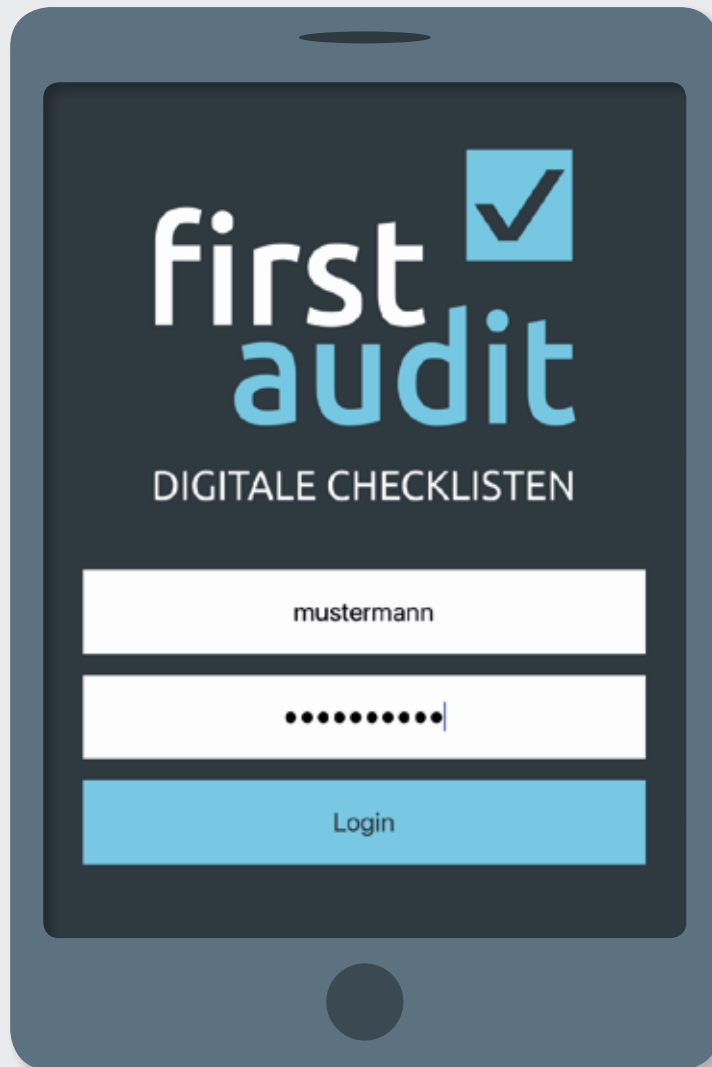 first
audit
DIGITALE CHECKLISTEN
mustermann
••••••••••
Login